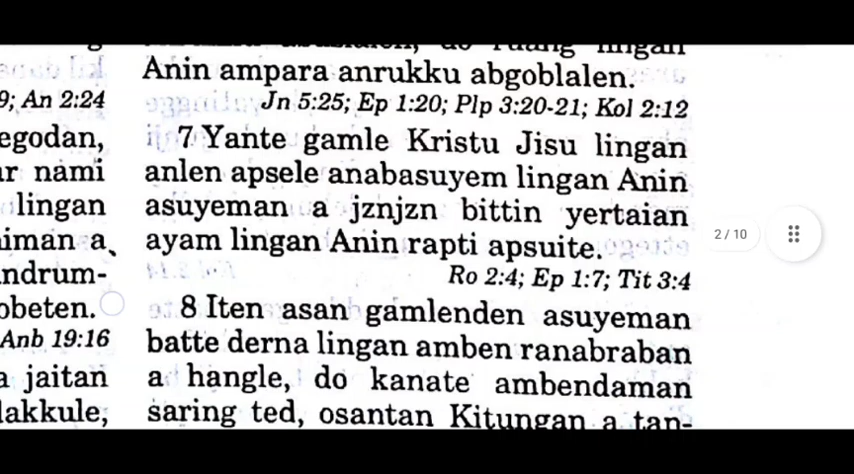 Anin ampara anrukku abgoblalen.
9; An 2:24
Jn 5:25; Ep 1:20; Plp 3:20-21; Kol 2:12
egodan,
7 Yante gamle Kristu Jisu lingan
ar nami
anlen apsele anabasuyem lingan Anin
lingan
asuyeman a jznjzn bittin yertaian
iman a
ayam lingan Anin rapti apsuite.
ndrum-
Ro 2:4; Ep 1:7; Tit 3:4
obeten.
8 Iten asan gamlenden asuyeman
Anb 19:16
batte derna lingan amben ranabraban
a jaitan
a hangle, do kanate ambendaman
lakkule,
saring ted, osantan Kitungan a tan-
2 / 10